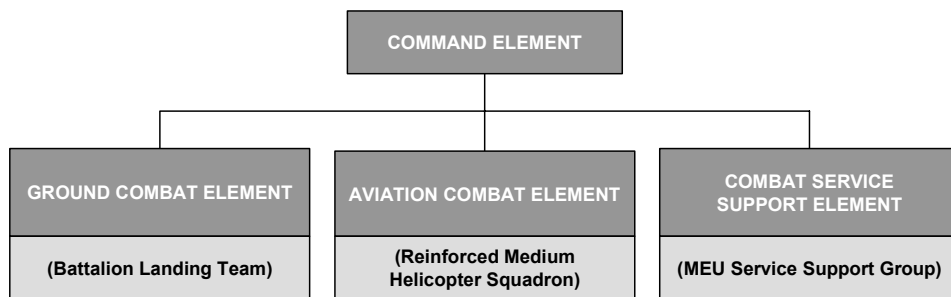 COMMAND ELEMENT
GROUND COMBAT ELEMENT
(Battalion Landing Team)
AVIATION COMBAT ELEMENT
(Reinforced Medium
Helicopter Squadron)
COMBAT SERVICE
SUPPORT ELEMENT
(MEU Service Support Group)